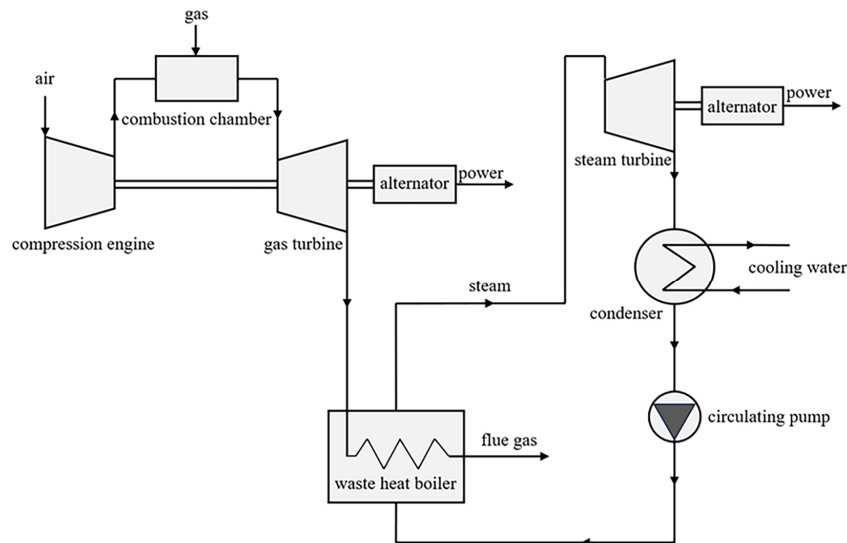 gas
air
combustion chamber
compression engine
gas turbine
alternator
power
steam
flue gas
waste heat boiler
steam turbine
alternator
power
cooling water
condenser
circulating pump